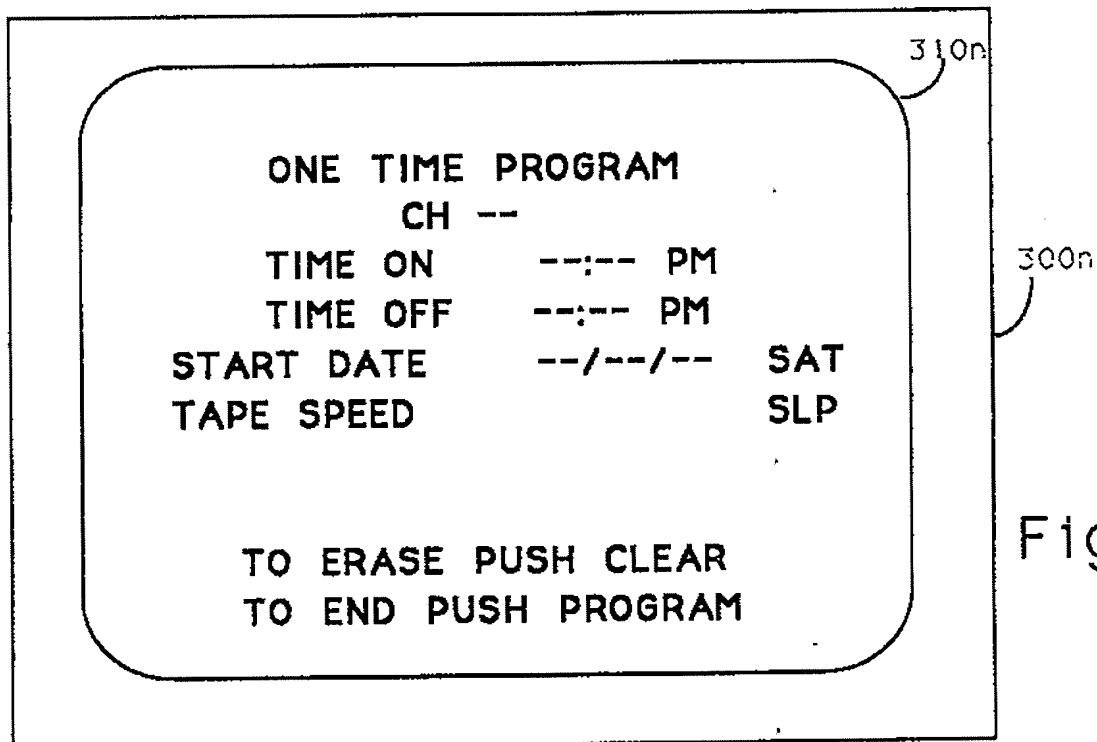 310n
ONE TIME PROGRAM
CH --
TIME ON --:-- PM
300n
TIME OFF --:-- PM
START DATE --/--/-- SAT
TAPE SPEED SLP
Fig
TO ERASE PUSH CLEAR
TO END PUSH PROGRAM